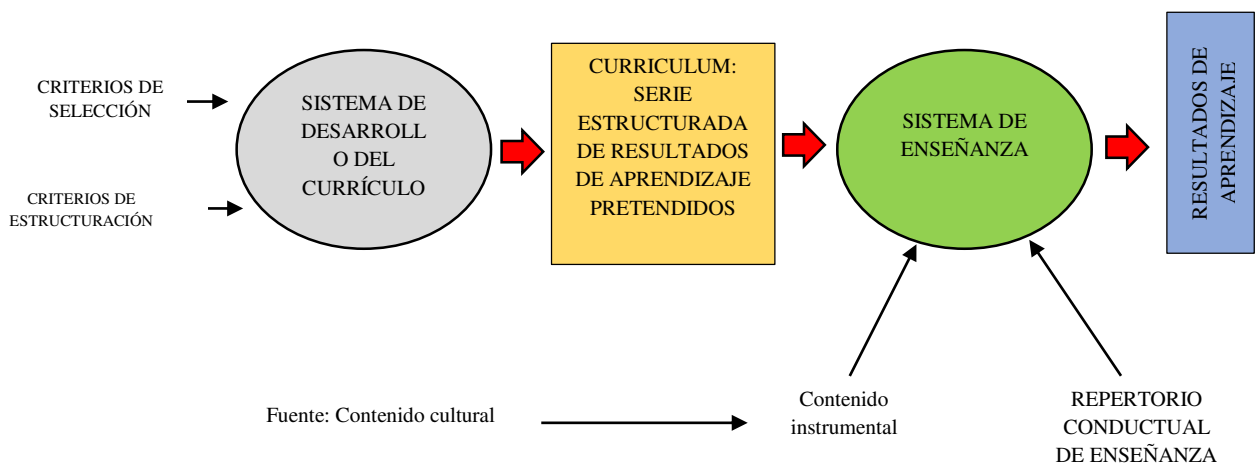 CRITERIOS DE
SELECCIÓN
CRITERIOS DE
ESTRUCTURACIÓN
SISTEMA DE
DESARROLL
O DEL
CURRÍCULO
CURRICULUM:
SERIE
ESTRUCTURADA
DE RESULTADOS
DE APRENDIZAJE
PRETENDIDOS
SISTEMA DE
ENSEÑANZA
RESULTADOS DE
APRENDIZAJE
Fuente: Contenido cultural
Contenido
instrumental
REPERTORIO
CONDUCTUAL
DE ENSEÑANZA